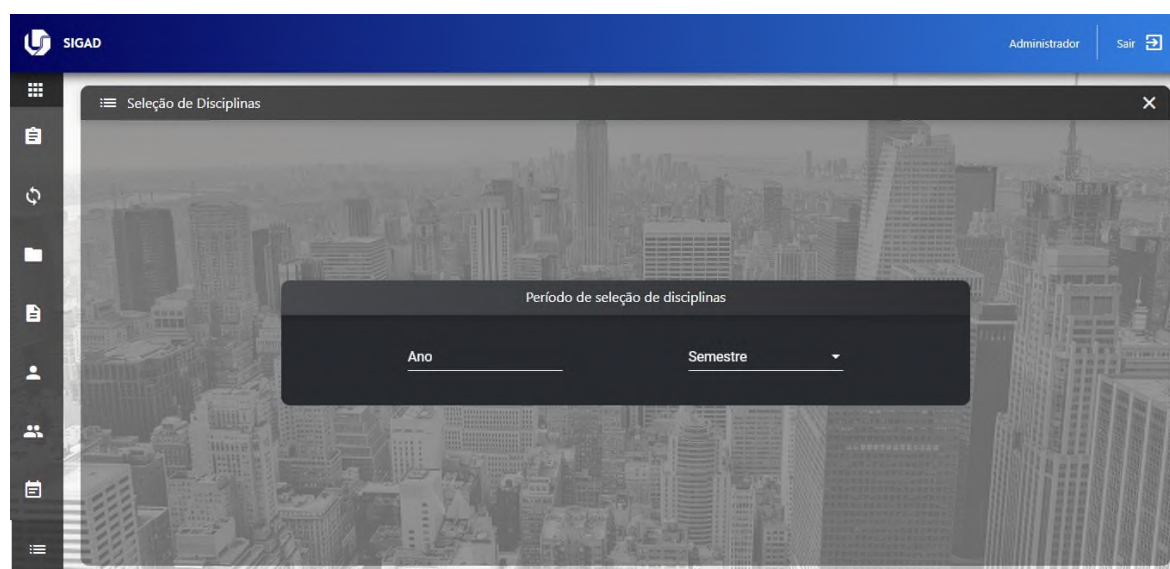 SIGAD
Administrador
Sair
Seleção de Disciplinas
Período de seleção de disciplinas
Ano
Semestre